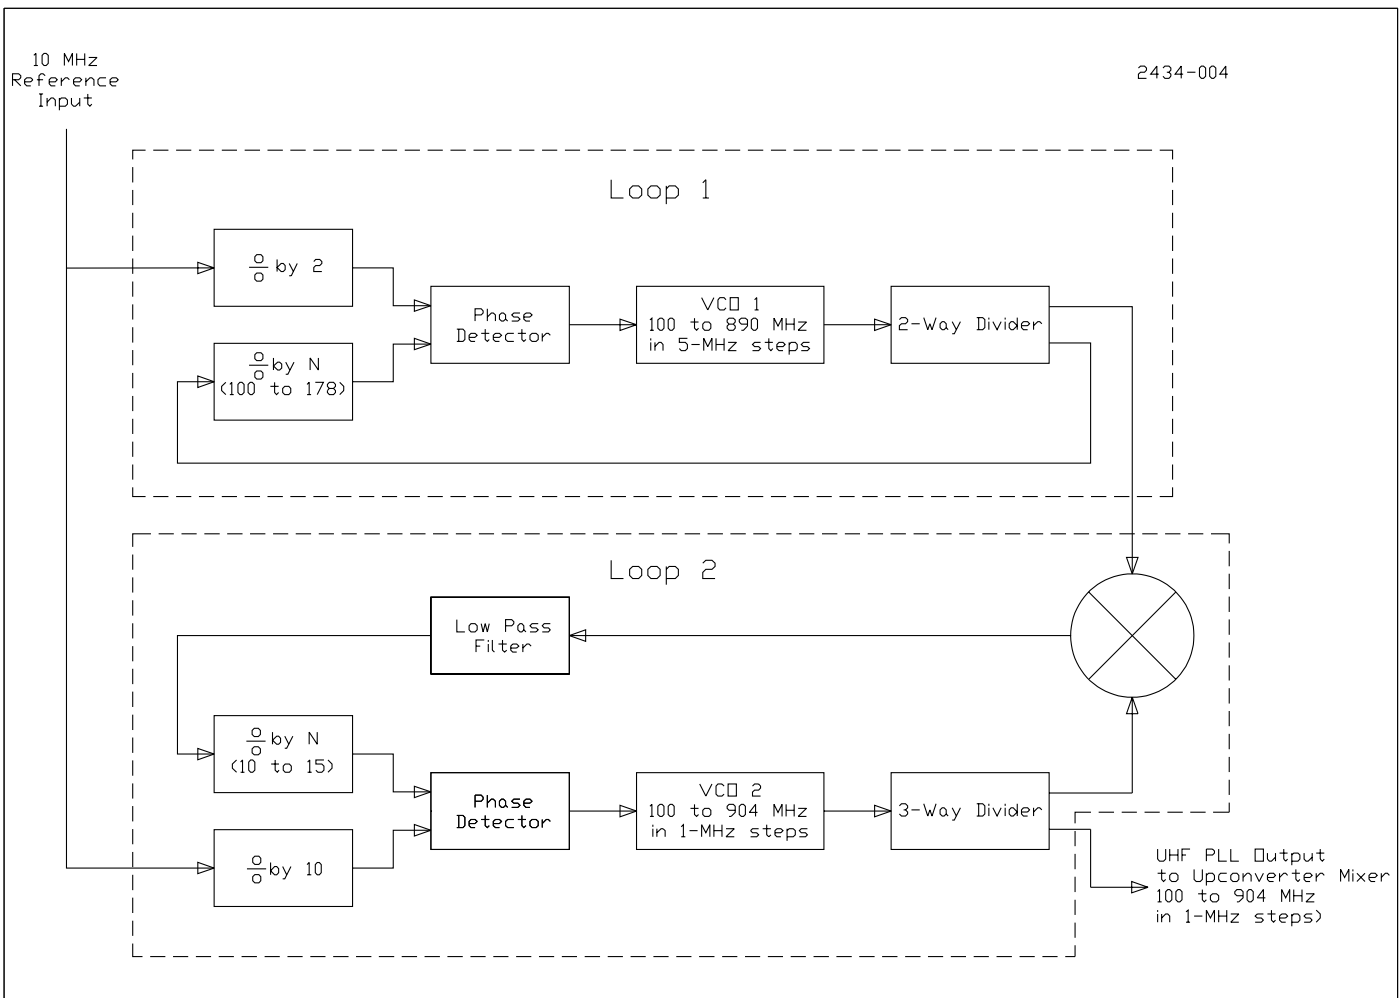 10 MHz
Reference
Input
2434-004
Loop 1
÷ by 2
÷ by N
(100 to 178)
Phase
Detector
VCO 1
100 to 890 MHz
in 5-MHz steps
2-Way Divider
Loop 2
Low Pass
Filter
÷ by N
(10 to 15)
÷ by 10
Phase
Detector
VCO 2
100 to 904 MHz
in 1-MHz steps
3-Way Divider
UHF PLL Output
to Upconverter Mixer
100 to 904 MHz
in 1-MHz steps)